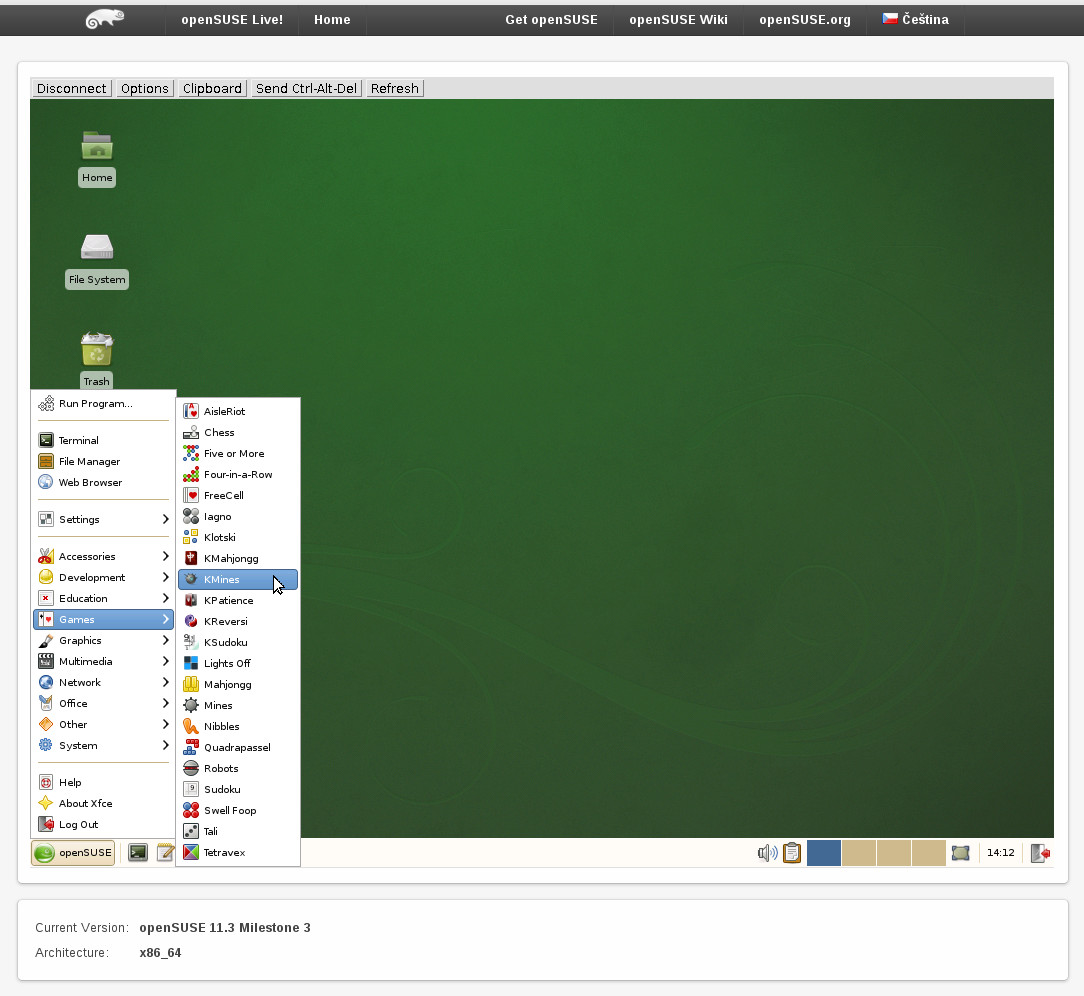 openSUSE Live! Home Get openSUSE openSUSE Wiki openSUSE.org Čeština
Disconnect Options Clipboard Send Ctrl-Alt-Del Refresh
Home
File System
Trash
Run Program...
Terminal
File Manager
Web Browser
Settings
Accessories
Development
Education
Games
Graphics
Multimedia
Network
Office
Other
System
Help
About Xfce
Log Out
AisleRiot
Chess
Five or More
Four-in-a-Row
FreeCell
Iagno
Klotski
KMahjongg
KMines
KPatience
KReversi
KSudoku
Lights Off
Mahjongg
Mines
Nibbles
Quadrapassel
Robots
Sudoku
Swell Foop
Tali
Tetravex
openSUSE 14:12
Current Version: openSUSE 11.3 Milestone 3
Architecture: x86_64